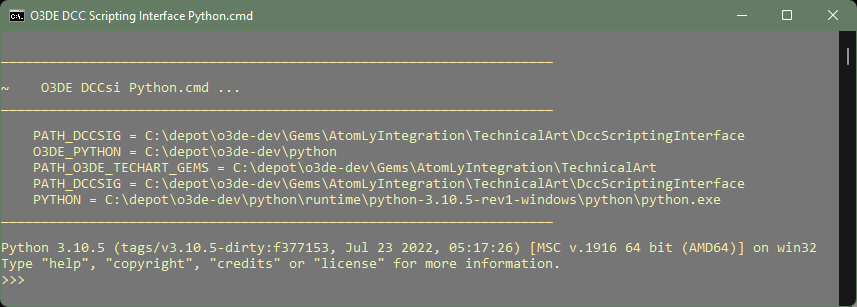 O3DE DCC Scripting Interface Python.cmd
~    O3DE DCCsi Python.cmd ...
PATH_DCCSIG = C:\depot\o3de-dev\Gems\AtomLyIntegration\TechnicalArt\DccScriptingInterface
O3DE_PYTHON = C:\depot\o3de-dev\python
PATH_O3DE_TECHART_GEMS = C:\depot\o3de-dev\Gems\AtomLyIntegration\TechnicalArt
PATH_DCCSIG = C:\depot\o3de-dev\Gems\AtomLyIntegration\TechnicalArt\DccScriptingInterface
PYTHON = C:\depot\o3de-dev\python\runtime\python-3.10.5-rev1-windows\python\python.exe
Python 3.10.5 (tags/v3.10.5-dirty:f377153, Jul 23 2022, 05:17:26) [MSC v.1916 64 bit (AMD64)] on win32
Type "help", "copyright", "credits" or "license" for more information.
>>>